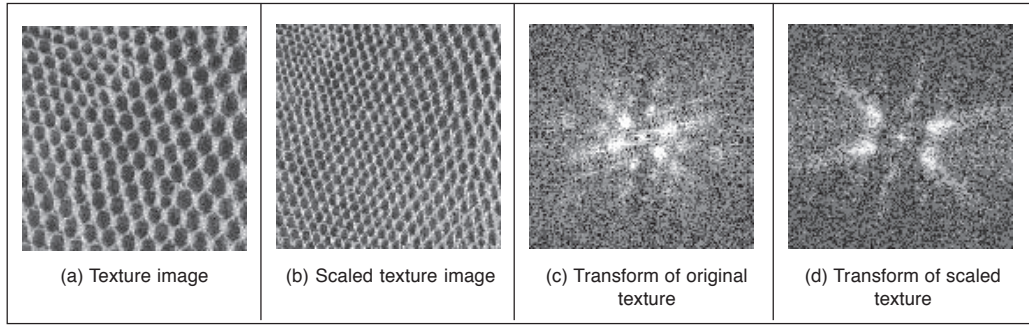 (a) Texture image
(b) Scaled texture image
(c) Transform of original
texture
(d) Transform of scaled
texture